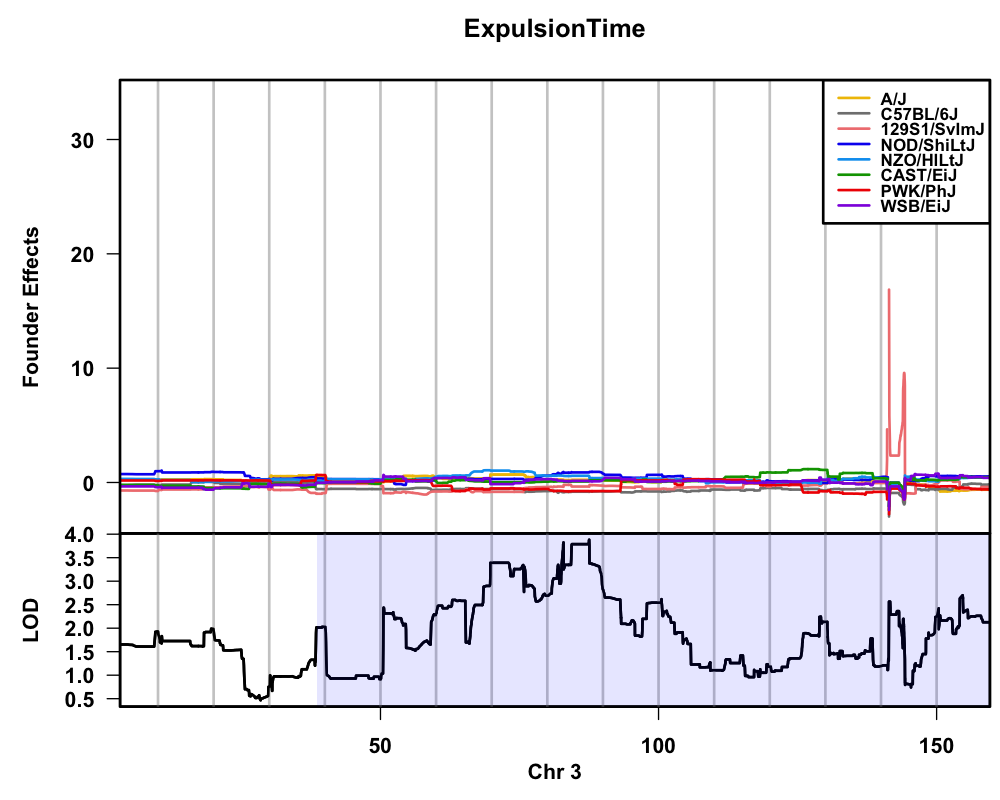 ExpulsionTime
A/J
C57BL/6J
129S1/SvImJ
NOD/ShiLtJ
NZO/HlLtJ
CAST/EiJ
PWK/PhJ
WSB/EiJ
Founder Effects
30
20
10
0
LOD
4.0
3.5
3.0
2.5
2.0
1.5
1.0
0.5
50 100 150
Chr 3